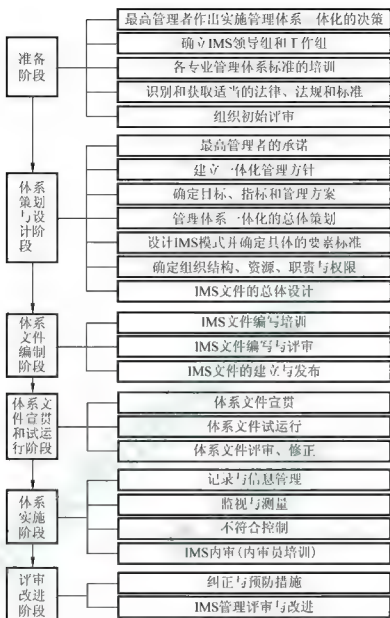 准备
阶段
最高管理者作出实施管理体系一体化的决策
确立IMS领导组和工作组
各专业管理体系标准的培训
识别和获取适当的法律、法规和标准
组织初始评审
体系
策划
与设
计阶
段
最高管理者的承诺
建立一体化管理方针
确定目标、指标和管理方案
管理体系一体化的总体策划
设计IMS模式并确定具体的要素标准
确定组织结构、资源、职责与权限
IMS文件的总体设计
体系
文件
编制
阶段
IMS文件编写培训
IMS文件编写与评审
IMS文件的建立与发布
体系文
件宣贯
和试运
行阶段
体系文件宣贯
体系文件试运行
体系文件评审、修正
体系
实施
阶段
记录与信息管理
监视与测量
不符合控制
IMS内审(内审员培训)
评审
改进
阶段
纠正与预防措施
IMS管理评审与改进